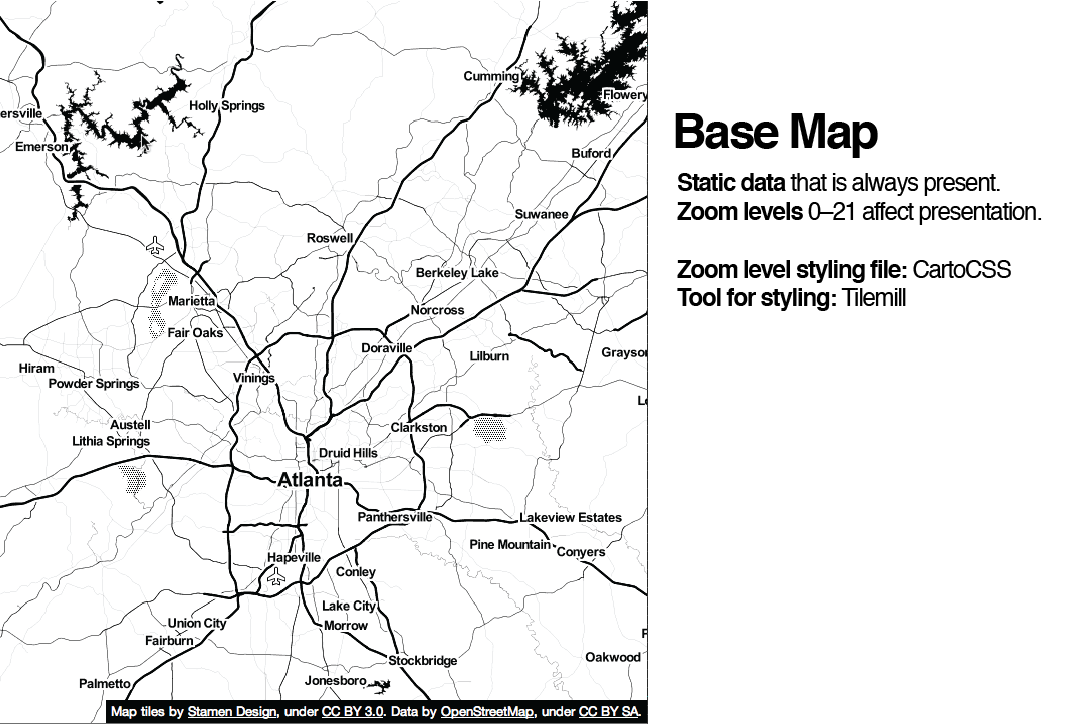 Cumming
Flowery
Holly Springs
ersville
Emerson
Buford
Suwanee
Roswell
Berkeley Lake
Marietta
Norcross
Fair Oaks
Doraville
Lilburn
Grayson
Hiram
Vinings
Powder Springs
Austell
Clarkston
Lithia Springs
Druid Hills
Atlanta
Panthersville
Lakeview Estates
Pine Mountain
Conyers
Hapeville
Conley
Lake City
Union City
Morrow
Fairburn
Oakwood
Stockbridge
Jonesboro
Palmetto
Map tiles by Stamen Design, under CC BY 3.0. Data by OpenStreetMap, under CC BY SA.
Base Map
Static data that is always present.
Zoom levels 0–21 affect presentation.
Zoom level styling file: CartoCSS
Tool for styling: Tilemill